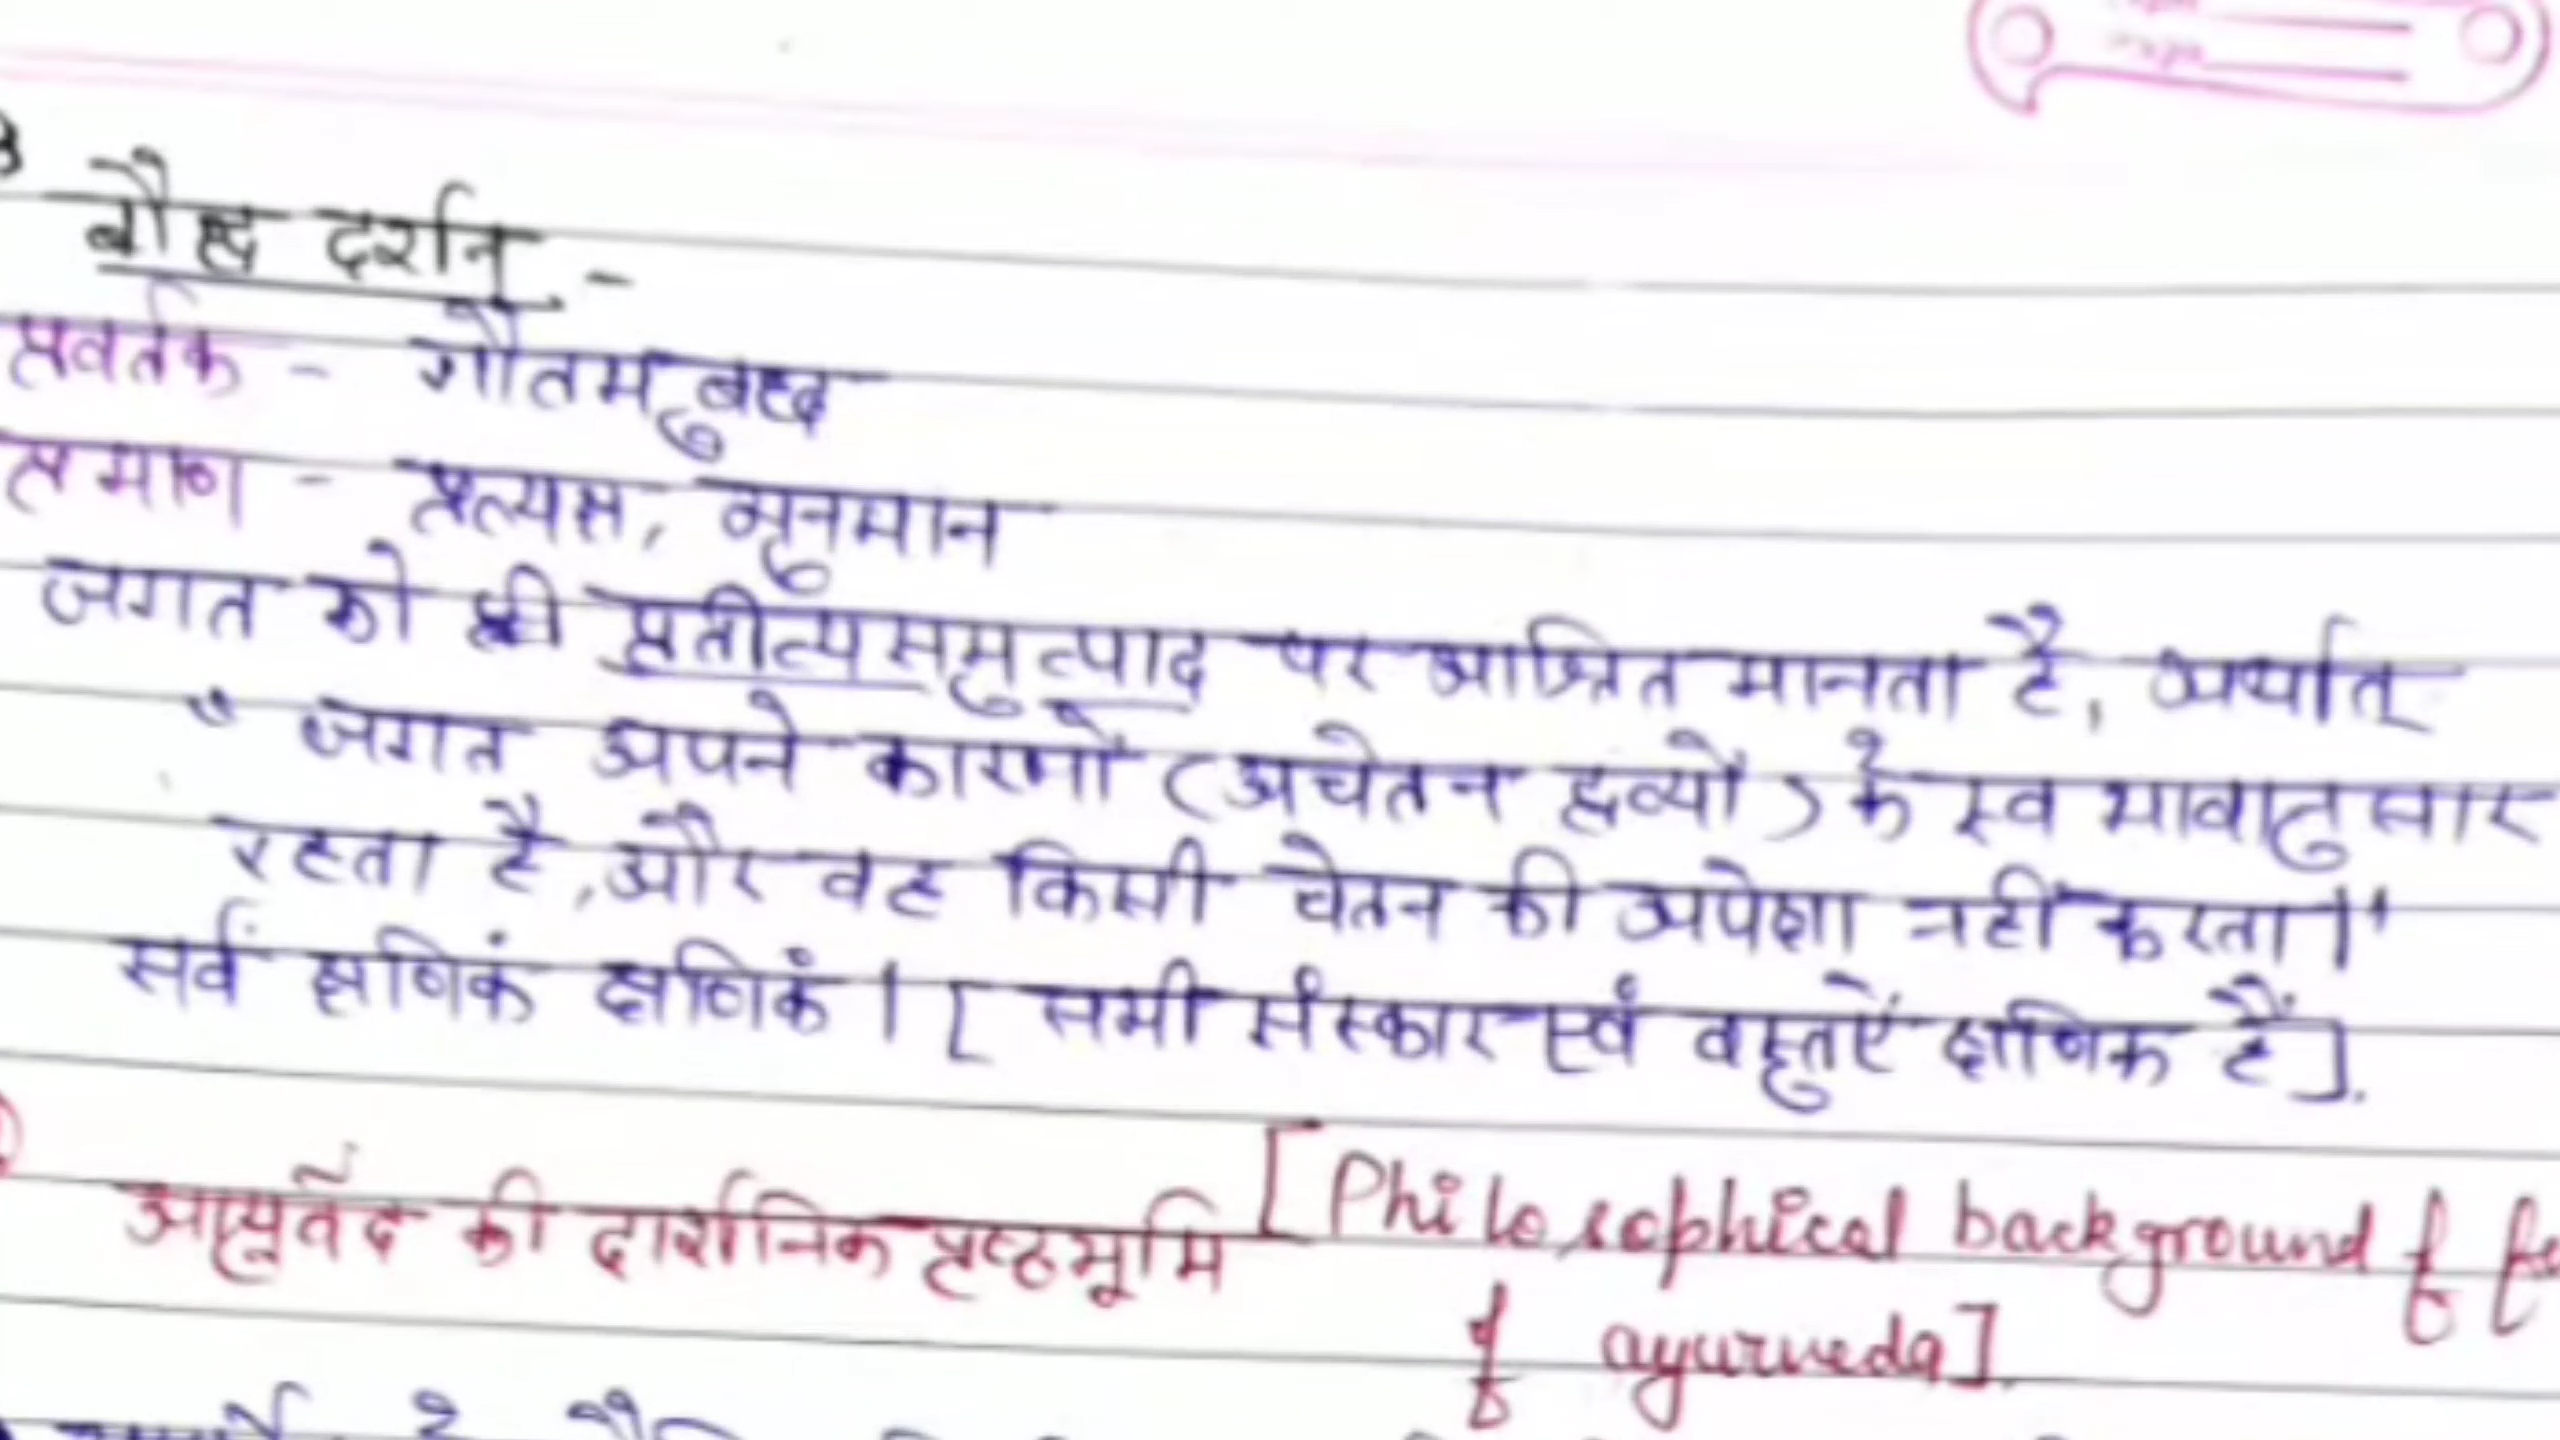 बौद्ध दर्शन -
प्रवर्तक - गौतम बुद्ध
प्रमाण - प्रत्यक्ष, अनुमान
जगत को प्रतीत्यसमुत्पाद पर आश्रित मानता है, अर्थात्
" जगत अपने कारणों (अचेतन द्रव्यों) के स्व भावानुसार
रहता है, और वह किसी चेतन की अपेक्षा नहीं करता।"
सर्वं क्षणिकं क्षणिकं। [ सभी संस्कार एवं वस्तुऐं क्षणिक हैं].
आयुर्वेद की दार्शनिक पृष्ठभूमि [Philosophical background of
of ayurveda].